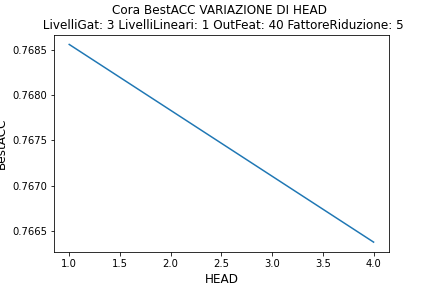 Cora BestACC VARIAZIONE DI HEAD
LivelliGat: 3 LivelliLineari: 1 OutFeat: 40 FattoreRiduzione: 5
0.7685
0.7680
0.7675
0.7670
0.7665
BestACC
1.0 1.5 2.0 2.5 3.0 3.5 4.0
HEAD